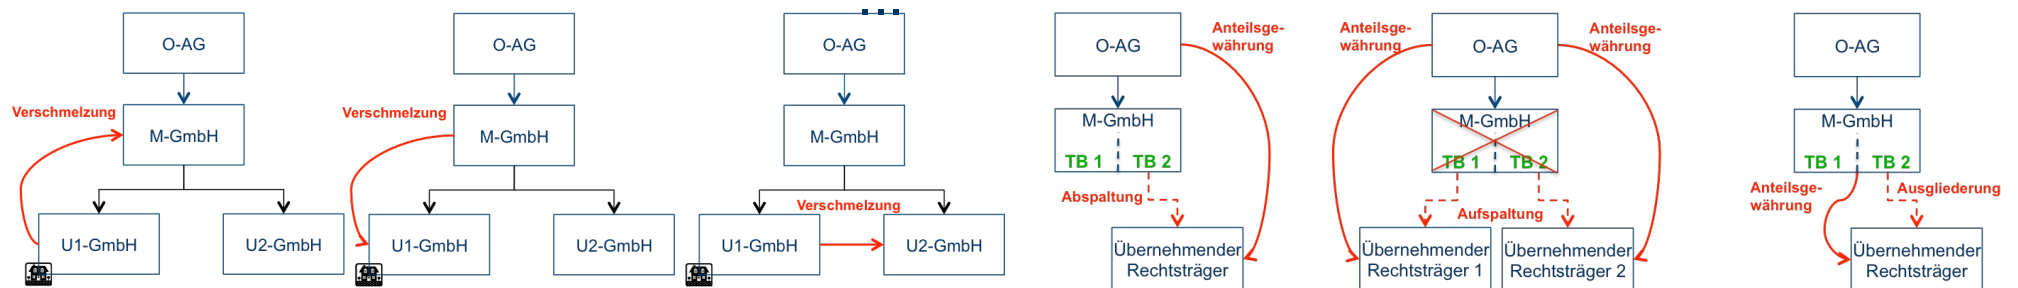 O-AG
Verschmelzung
M-GmbH
U1-GmbH
U2-GmbH
O-AG
Verschmelzung
M-GmbH
U1-GmbH
U2-GmbH
O-AG
M-GmbH
Verschmelzung
U1-GmbH
U2-GmbH
O-AG
Anteilsge-
währung
M-GmbH
TB 1
TB 2
Abspaltung
Übernehmender
Rechtsträger
Anteilsge-
währung
O-AG
Anteilsge-
währung
M-GmbH
TB 1
TB 2
Aufspaltung
Übernehmender
Rechtsträger 1
Übernehmender
Rechtsträger 2
O-AG
M-GmbH
TB 1
TB 2
Anteilsge-
währung
Ausgliederung
Übernehmender
Rechtsträger